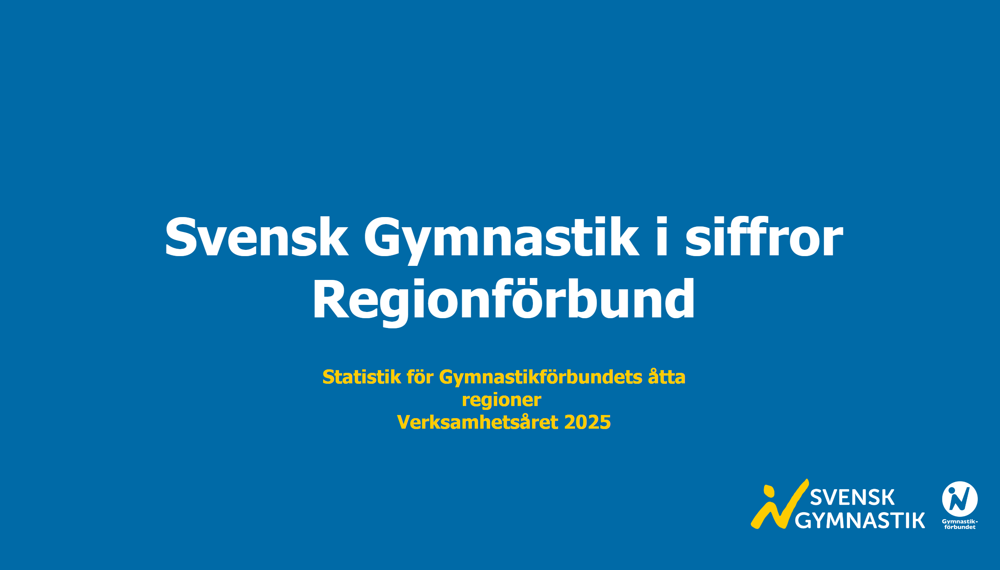 Svensk Gymnastik i siffror
Regionförbund
Statistik för Gymnastikförbundets åtta
regioner
Verksamhetsåret 2025
SVENSK
GYMNASTIK
Gymnastik-
förbundet